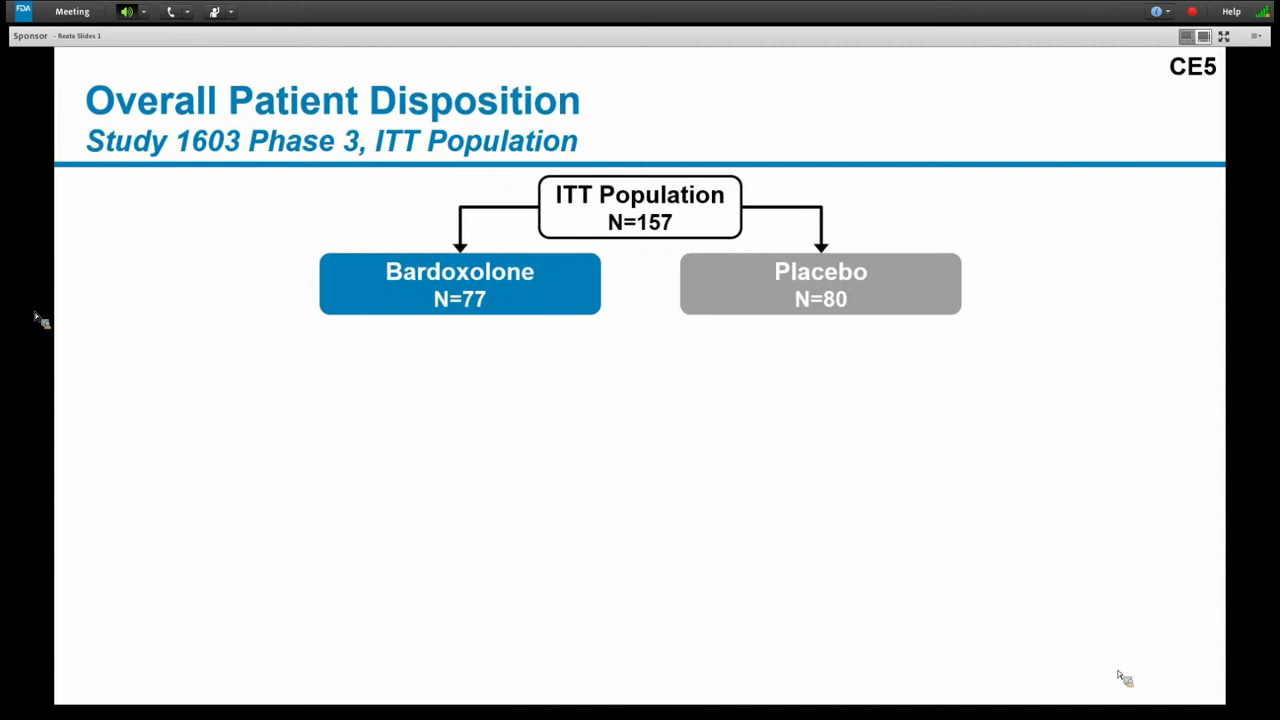 FDA
Meeting
Help
Sponsor - Reata Slides 1
CE5
Overall Patient Disposition
Study 1603 Phase 3, ITT Population
ITT Population
N=157
Bardoxolone
N=77
Placebo
N=80